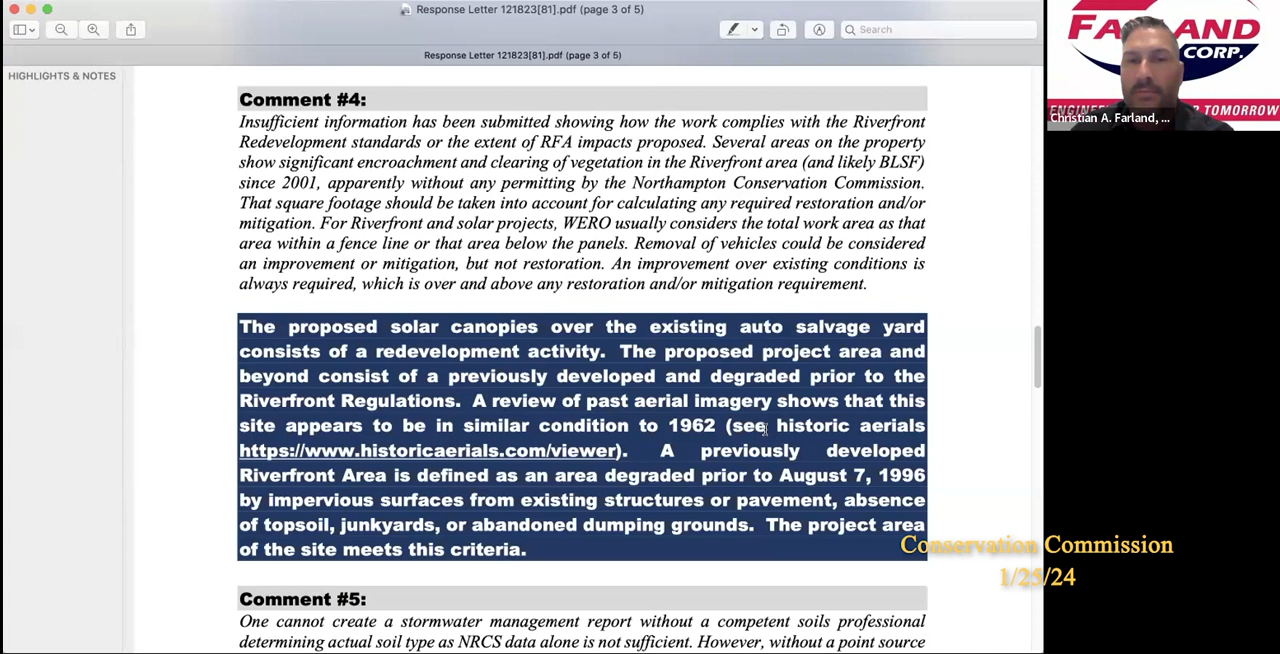 Response Letter 121823[81].pdf (page 3 of 5)
Search
Response Letter 121823[81].pdf (page 3 of 5)
HIGHLIGHTS & NOTES
Comment #4:
Insufficient information has been submitted showing how the work complies with the Riverfront
Redevelopment standards or the extent of RFA impacts proposed. Several areas on the property
show significant encroachment and clearing of vegetation in the Riverfront area (and likely BLSF)
since 2001, apparently without any permitting by the Northampton Conservation Commission.
That square footage should be taken into account for calculating any required restoration and/or
mitigation. For Riverfront and solar projects, WERO usually considers the total work area as that
area within a fence line or that area below the panels. Removal of vehicles could be considered
an improvement or mitigation, but not restoration. An improvement over existing conditions is
always required, which is over and above any restoration and/or mitigation requirement.
The proposed solar canopies over the existing auto salvage yard
consists of a redevelopment activity. The proposed project area and
beyond consist of a previously developed and degraded prior to the
Riverfront Regulations. A review of past aerial imagery shows that this
site appears to be in similar condition to 1962 (see historic aerials
https://www.historicaerials.com/viewer). A previously developed
Riverfront Area is defined as an area degraded prior to August 7, 1996
by impervious surfaces from existing structures or pavement, absence
of topsoil, junkyards, or abandoned dumping grounds. The project area
of the site meets this criteria.
Comment #5:
One cannot create a stormwater management report without a competent soils professional
determining actual soil type as NRCS data alone is not sufficient. However, without a point source
FARLAND
CORP.
TOMORROW
Christian A. Farland, ...
Conservation Commission
1/25/24